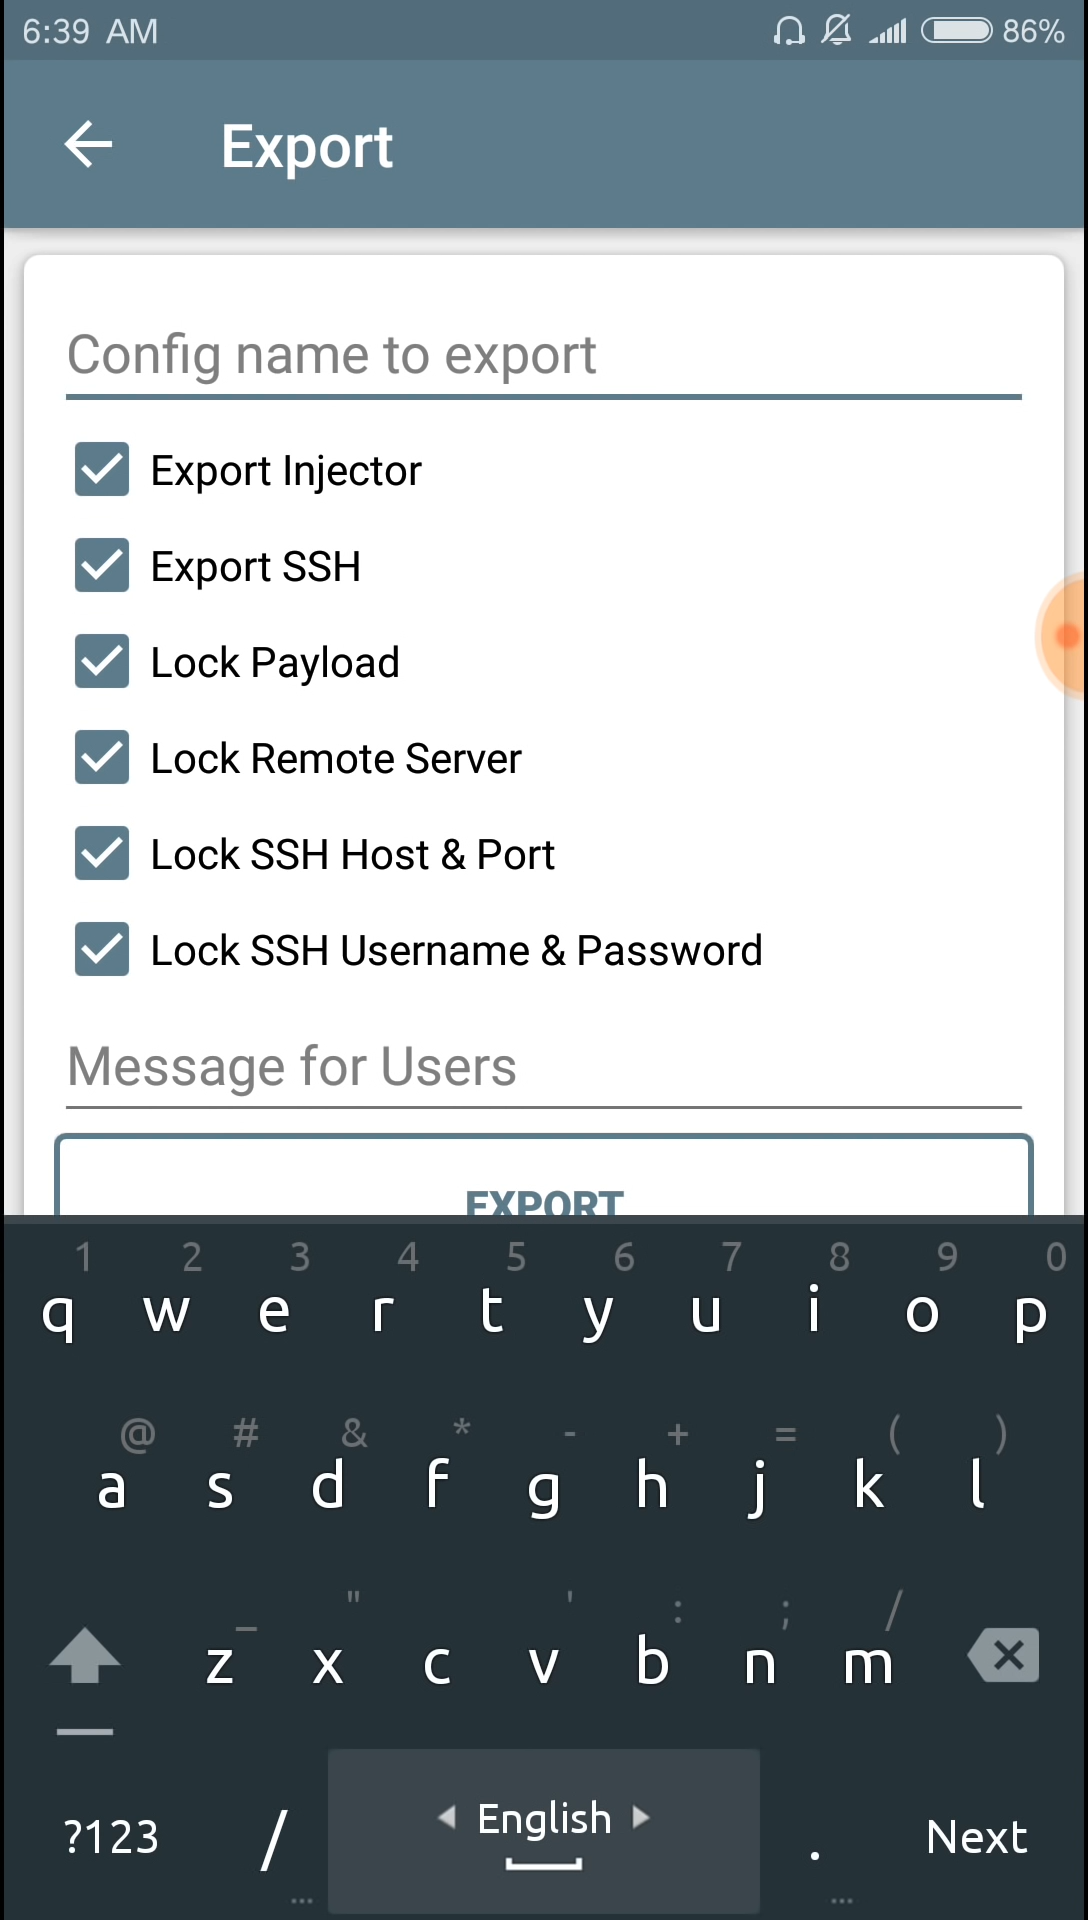 6:39 AM 86%
Export
Config name to export
Export Injector
Export SSH
Lock Payload
Lock Remote Server
Lock SSH Host & Port
Lock SSH Username & Password
Message for Users
EXPORT
1 2 3 4 5 6 7 8 9 0
q w e r t y u i o p
@ # & * - + = ( )
a s d f g h j k l
_ " ' : ; /
z x c v b n m
?123 / English . Next
... ...